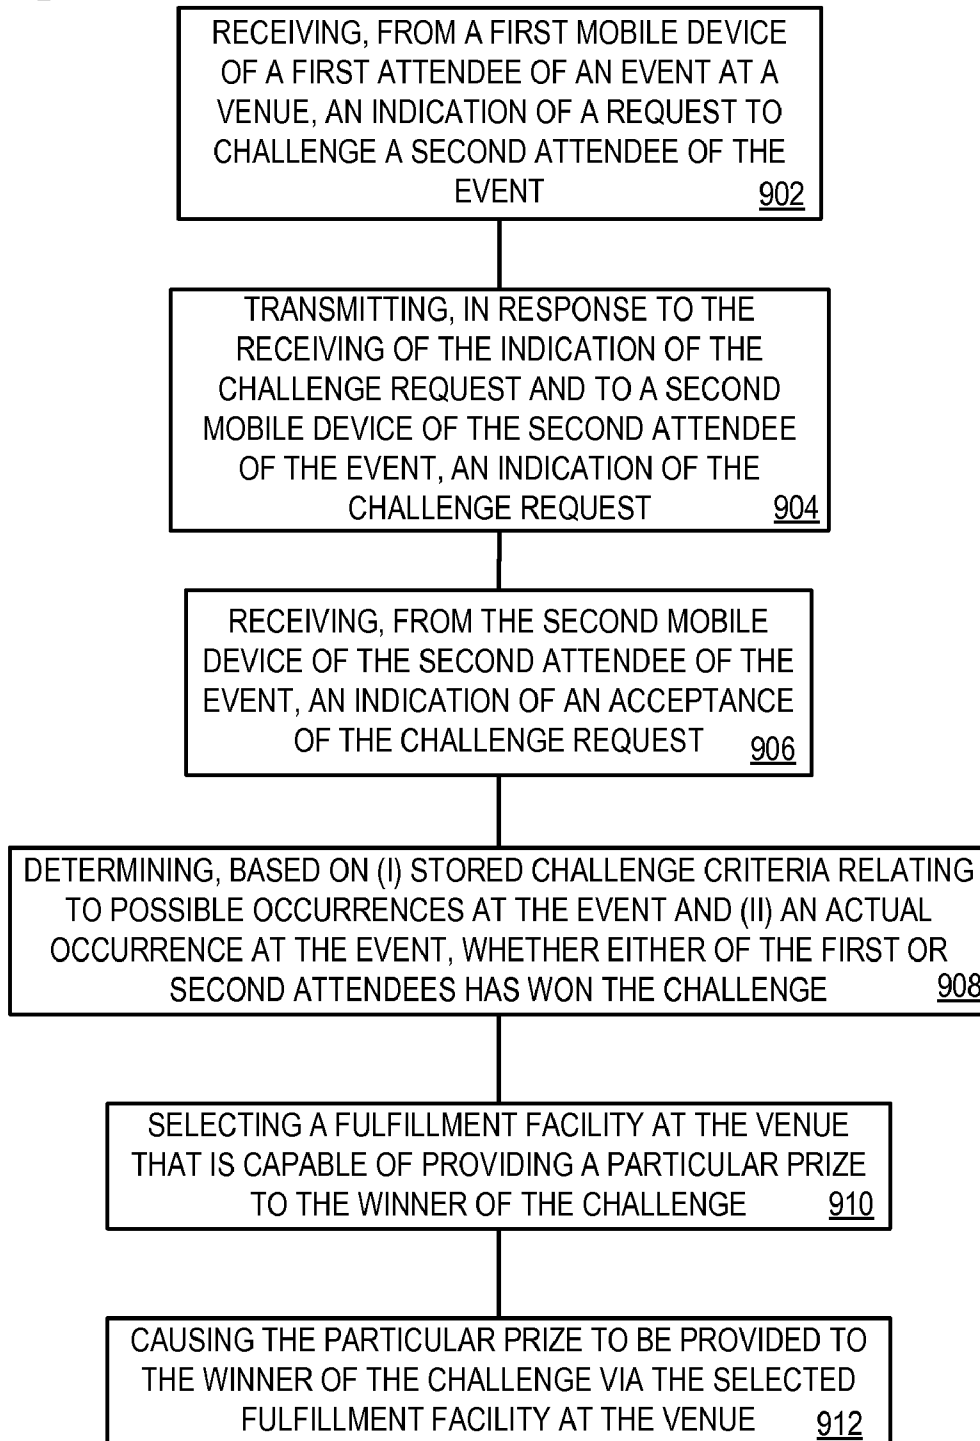 RECEIVING, FROM A FIRST MOBILE DEVICE
OF A FIRST ATTENDEE OF AN EVENT AT A
VENUE, AN INDICATION OF A REQUEST TO
CHALLENGE A SECOND ATTENDEE OF THE
EVENT 902
TRANSMITTING, IN RESPONSE TO THE
RECEIVING OF THE INDICATION OF THE
CHALLENGE REQUEST AND TO A SECOND
MOBILE DEVICE OF THE SECOND ATTENDEE
OF THE EVENT, AN INDICATION OF THE
CHALLENGE REQUEST 904
RECEIVING, FROM THE SECOND MOBILE
DEVICE OF THE SECOND ATTENDEE OF THE
EVENT, AN INDICATION OF AN ACCEPTANCE
OF THE CHALLENGE REQUEST 906
DETERMINING, BASED ON (I) STORED CHALLENGE CRITERIA RELATING
TO POSSIBLE OCCURRENCES AT THE EVENT AND (II) AN ACTUAL
OCCURRENCE AT THE EVENT, WHETHER EITHER OF THE FIRST OR
SECOND ATTENDEES HAS WON THE CHALLENGE 908
SELECTING A FULFILLMENT FACILITY AT THE VENUE
THAT IS CAPABLE OF PROVIDING A PARTICULAR PRIZE
TO THE WINNER OF THE CHALLENGE 910
CAUSING THE PARTICULAR PRIZE TO BE PROVIDED TO
THE WINNER OF THE CHALLENGE VIA THE SELECTED
FULFILLMENT FACILITY AT THE VENUE 912